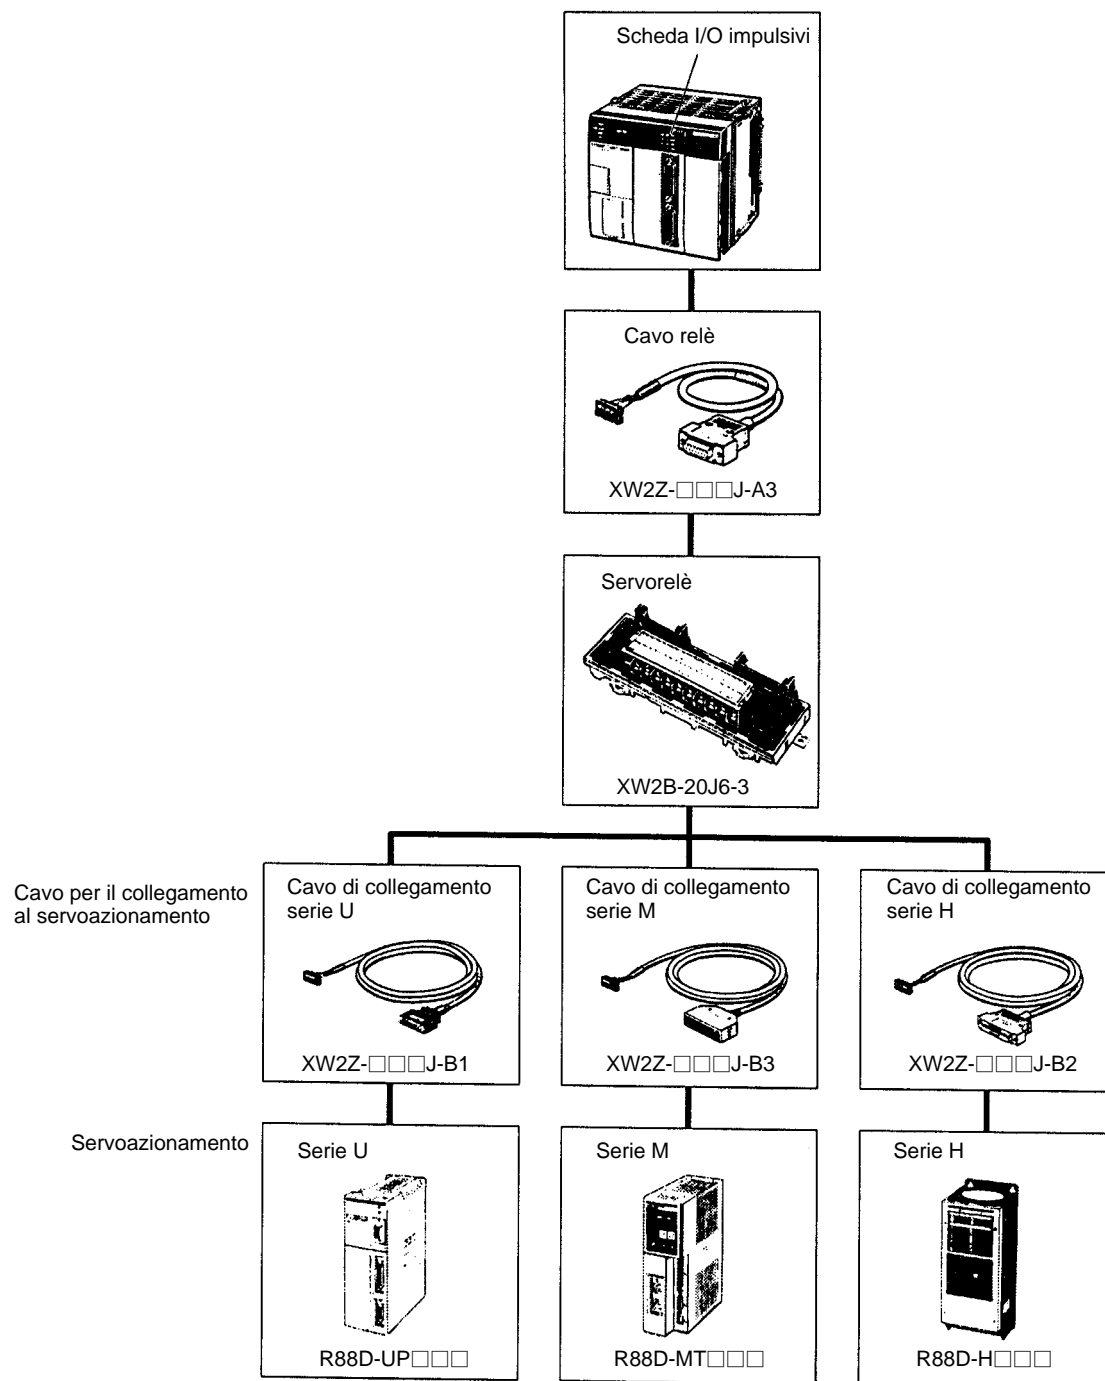 Scheda I/O impulsivi
Cavo relè
XW2Z-□□□J-A3
Servorelè
XW2B-20J6-3
Cavo per il collegamento
al servoazionamento
Cavo di collegamento
serie U
Cavo di collegamento
serie M
Cavo di collegamento
serie H
XW2Z-□□□J-B1
XW2Z-□□□J-B3
XW2Z-□□□J-B2
Servoazionamento
Serie U
Serie M
Serie H
R88D-UP□□□
R88D-MT□□□
R88D-H□□□